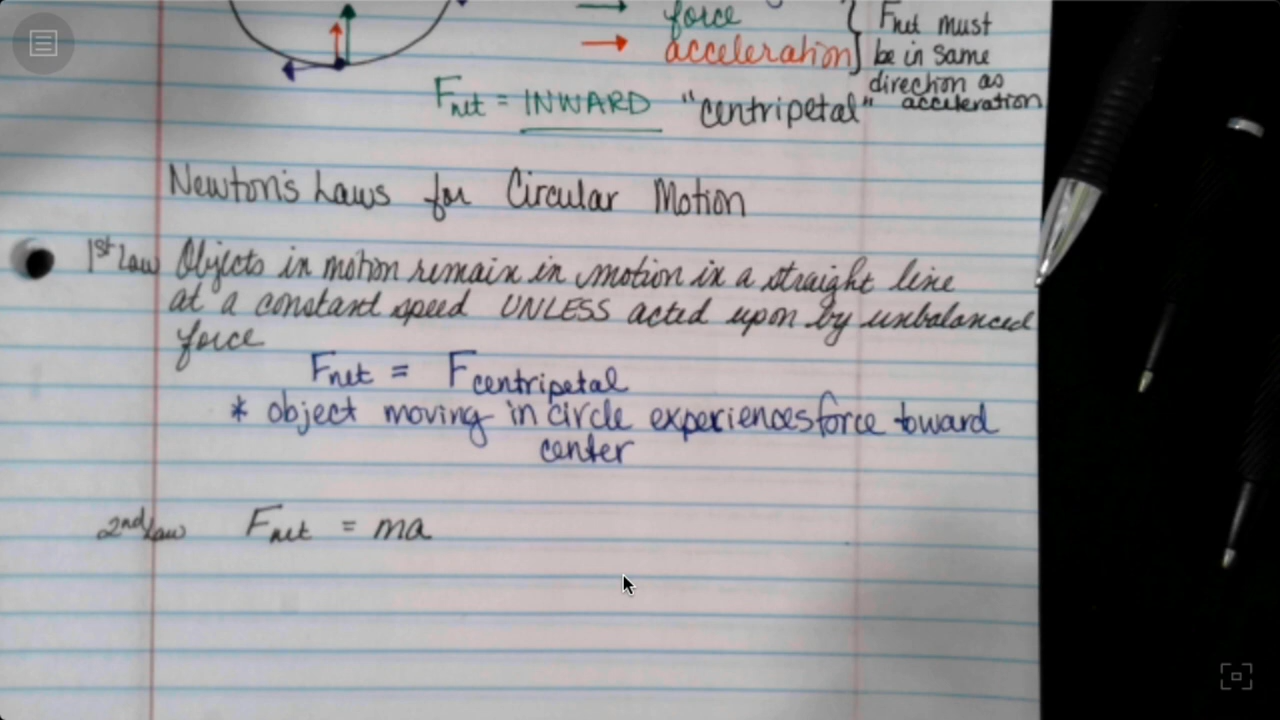 force
acceleration
Fnet must
be in same
direction as
acceleration
Fnet = INWARD "centripetal"
Newton's Laws for Circular Motion
1st Law Objects in motion remain in motion in a straight line
at a constant speed UNLESS acted upon by unbalanced
force
Fnet = Fcentripetal
* object moving in circle experiences force toward
center
2nd Law Fnet = ma